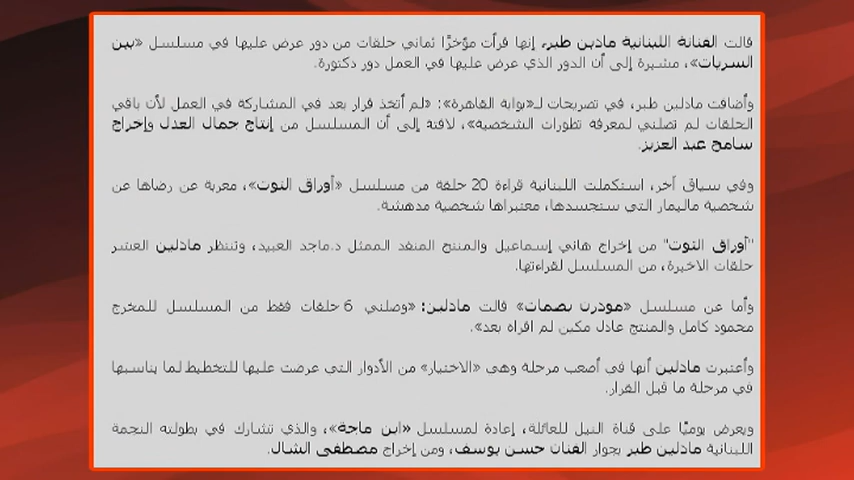 قالت الفنانة اللبنانية مادبن طبر، إنها قرأت مؤخرًا ثماني حلقات من دور عرض عليها في مسلسل «بين
السريات»، مشيرة إلى أن الدور الذي عرض عليها في العمل دور دكتورة.
وأضافت مادلين طبر، في تصريحات لـ«بوابة القاهرة»: «لم أتخذ قرار بعد في المشاركة في العمل لأن باقي
الحلقات لم تصلني لمعرفة تطورات الشخصية»، لافتة إلى أن المسلسل من إنتاج جمال العدل وإخراج
سامح عبد العزيز.
وفي سياق آخر، استكملت اللبنانية قراءة 20 حلقة من مسلسل «أوراق التوت»، معربة عن رضاها عن
شخصية ماليمار التي ستجسدها، معتبراها شخصية مدهشة.
"أوراق التوت" من إخراج هاني إسماعيل والمنتج المنفذ الممثل د.ماجد العبيد، وتنتظر مادلين العشر
حلقات الاخيرة، من المسلسل لقراءتها.
وأما عن مسلسل «مودرن بصمات» قالت مادلين: «وصلني 6 حلقات فقط من المسلسل للمخرج
محمود كامل والمنتج عادل مكين لم اقراه بعد».
وأعتبرت مادلين أنها في أصعب مرحلة وهى «الاختيار» من الأدوار التي عرضت عليها للتخطيط لما يناسبها
في مرحلة ما قبل القرار.
ويعرض يوميًا على قناة النيل للعائلة، إعادة لمسلسل «ابن ماجة»، والذي تشارك في بطولته النجمة
اللبنانية مادلين طبر بجوار الفنان حسن يوسف، ومن إخراج مصطفى الشال.